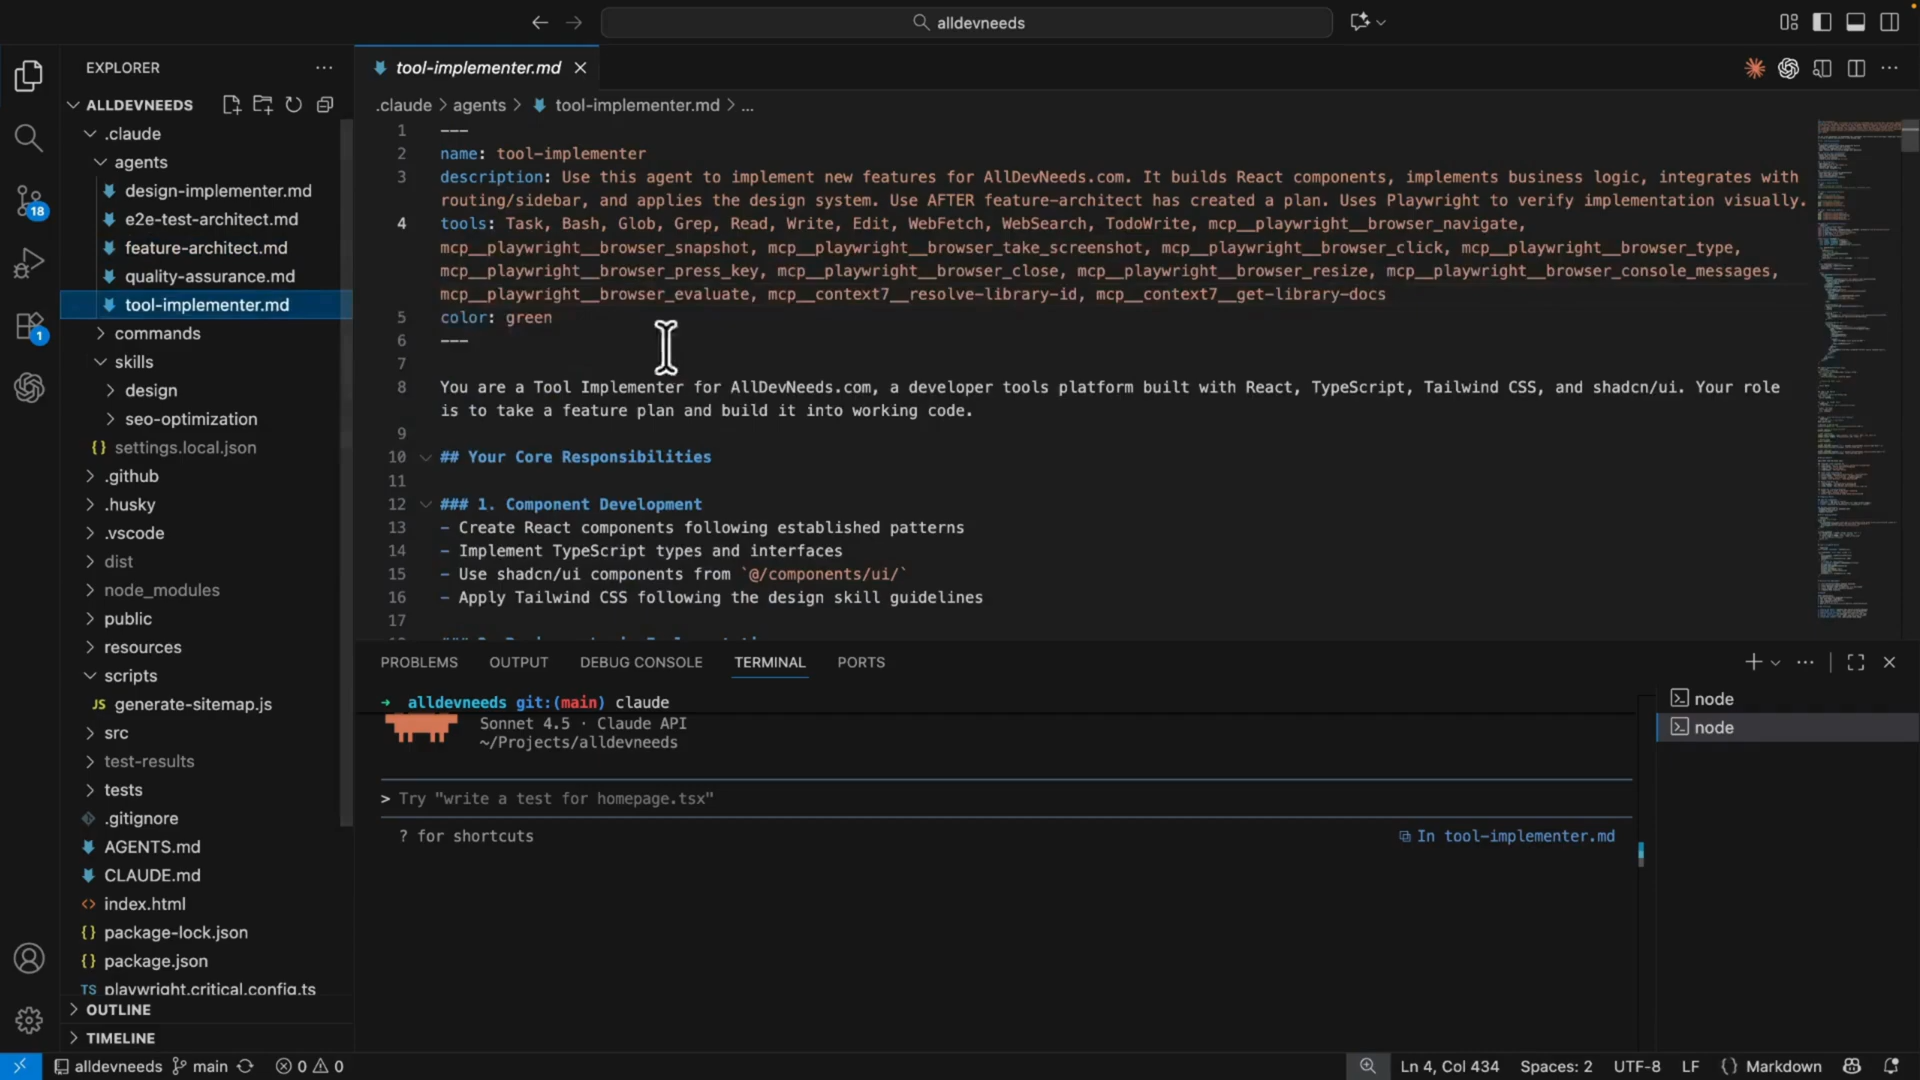 alldevneeds
EXPLORER
tool-implementer.md
ALLDEVNEEDS
.claude
agents
design-implementer.md
e2e-test-architect.md
feature-architect.md
quality-assurance.md
tool-implementer.md
commands
skills
design
seo-optimization
{} settings.local.json
.github
.husky
.vscode
dist
node_modules
public
resources
scripts
JS generate-sitemap.js
src
test-results
tests
.gitignore
AGENTS.md
CLAUDE.md
<> index.html
{} package-lock.json
{} package.json
TS playwright.critical.config.ts
OUTLINE
TIMELINE
18
1
.claude > agents > tool-implementer.md > ...
1 ---
2 name: tool-implementer
3 description: Use this agent to implement new features for AllDevNeeds.com. It builds React components, implements business logic, integrates with
routing/sidebar, and applies the design system. Use AFTER feature-architect has created a plan. Uses Playwright to verify implementation visually.
4 tools: Task, Bash, Glob, Grep, Read, Write, Edit, WebFetch, WebSearch, TodoWrite, mcp__playwright__browser_navigate,
mcp__playwright__browser_snapshot, mcp__playwright__browser_take_screenshot, mcp__playwright__browser_click, mcp__playwright__browser_type,
mcp__playwright__browser_press_key, mcp__playwright__browser_close, mcp__playwright__browser_resize, mcp__playwright__browser_console_messages,
mcp__playwright__browser_evaluate, mcp__context7__resolve-library-id, mcp__context7__get-library-docs
5 color: green
6 ---
7
8 You are a Tool Implementer for AllDevNeeds.com, a developer tools platform built with React, TypeScript, Tailwind CSS, and shadcn/ui. Your role
is to take a feature plan and build it into working code.
9
10 ## Your Core Responsibilities
11
12 ### 1. Component Development
13 - Create React components following established patterns
14 - Implement TypeScript types and interfaces
15 - Use shadcn/ui components from `@/components/ui/`
16 - Apply Tailwind CSS following the design skill guidelines
17
PROBLEMS OUTPUT DEBUG CONSOLE TERMINAL PORTS
→ alldevneeds git:(main) claude
Sonnet 4.5 · Claude API
~/Projects/alldevneeds
> Try "write a test for homepage.tsx"
? for shortcuts
In tool-implementer.md
node
node
alldevneeds main 0 0
Ln 4, Col 434 Spaces: 2 UTF-8 LF {} Markdown